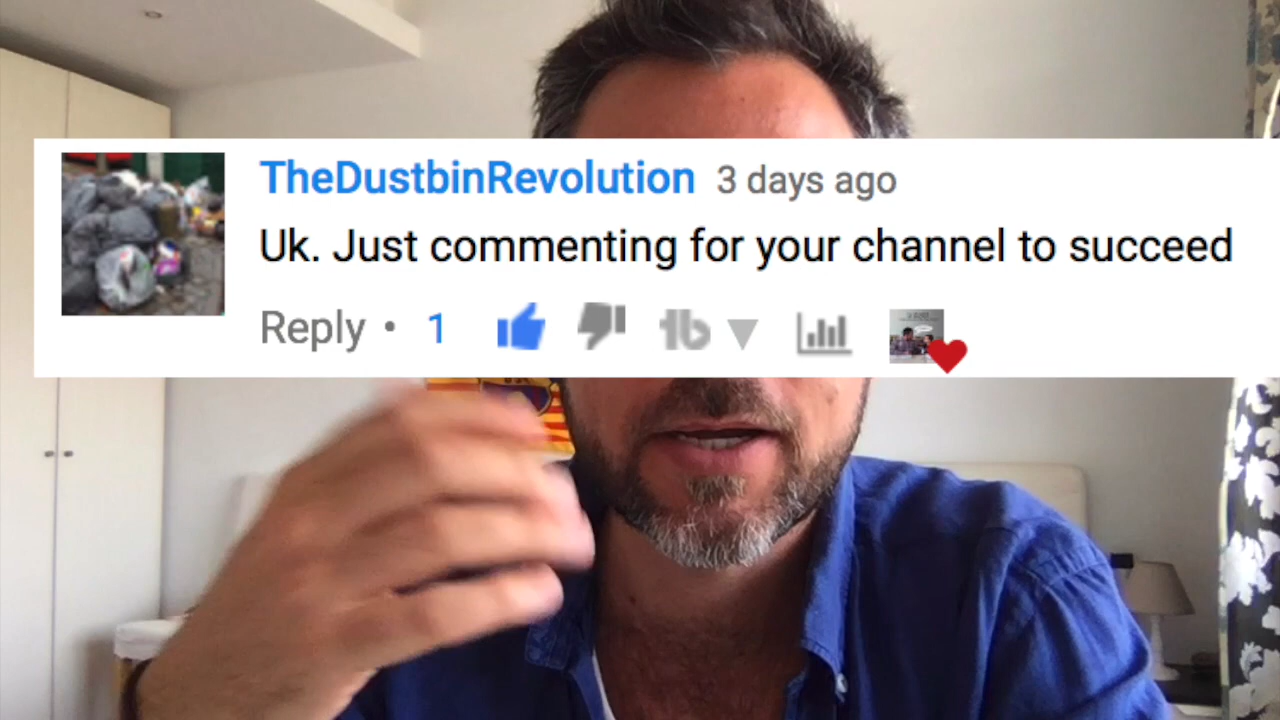 TheDustbinRevolution 3 days ago
Uk. Just commenting for your channel to succeed
Reply • 1